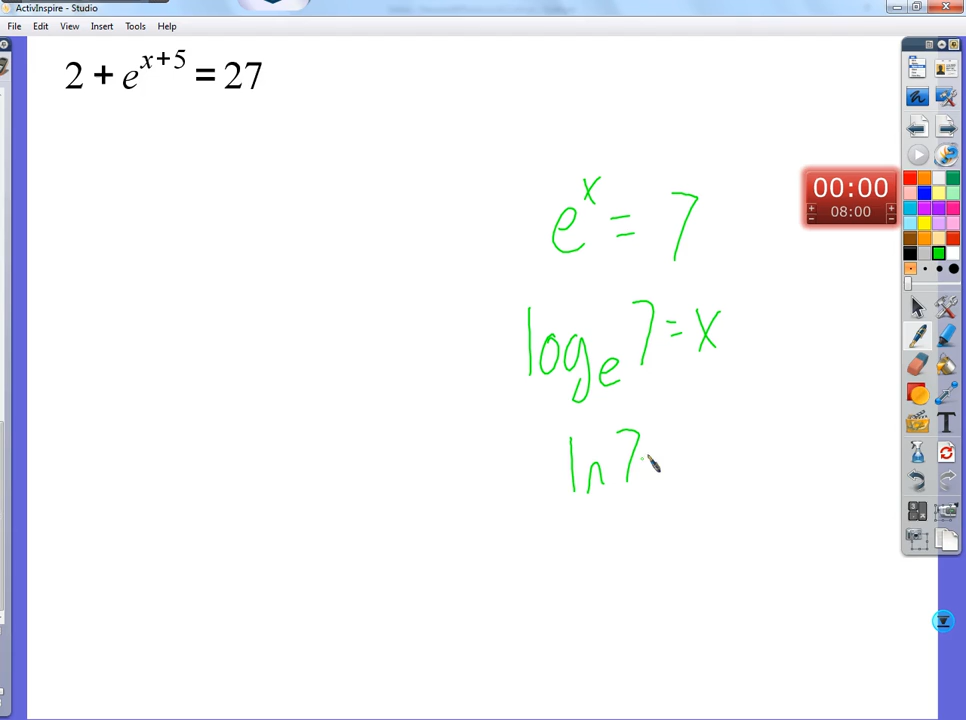 ActivInspire - Studio
File Edit View Insert Tools Help
2 + e^{x+5} = 27
e^x = 7
log_e 7 = x
ln 7
00:00
08:00